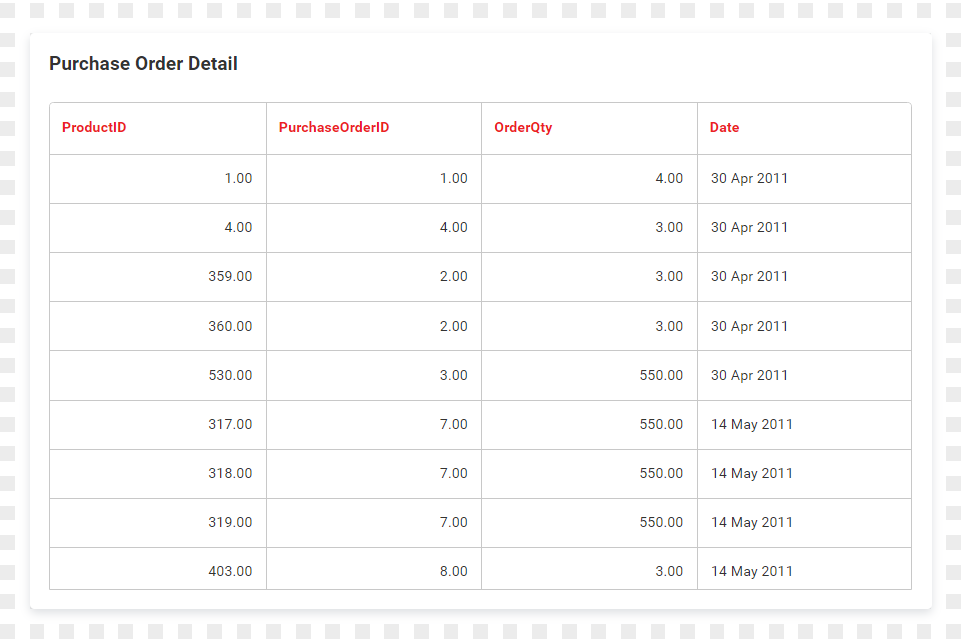 Purchase Order Detail
ProductID PurchaseOrderID OrderQty Date
1.00 1.00 4.00 30 Apr 2011
4.00 4.00 3.00 30 Apr 2011
359.00 2.00 3.00 30 Apr 2011
360.00 2.00 3.00 30 Apr 2011
530.00 3.00 550.00 30 Apr 2011
317.00 7.00 550.00 14 May 2011
318.00 7.00 550.00 14 May 2011
319.00 7.00 550.00 14 May 2011
403.00 8.00 3.00 14 May 2011